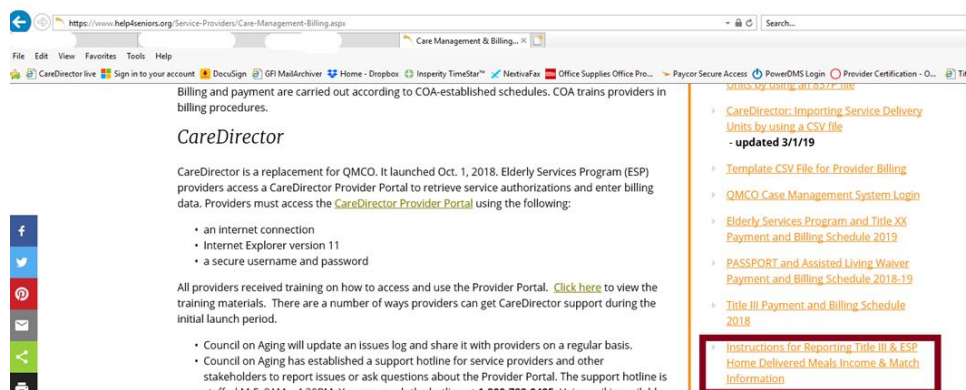 https://www.help4seniors.org/Service-Providers/Care-Management-Billing.aspx
Search...
Care Management & Billing...
File Edit View Favorites Tools Help
CareDirector live Sign in to your account DocuSign GFI MailArchiver Home - Dropbox Insperity TimeStar™ NextivaFax Office Supplies Office Pro... Paycor Secure Access PowerDMS Login Provider Certification - O...
Billing and payment are carried out according to COA-established schedules. COA trains providers in
billing procedures.
CareDirector
CareDirector is a replacement for QMCO. It launched Oct. 1, 2018. Elderly Services Program (ESP)
providers access a CareDirector Provider Portal to retrieve service authorizations and enter billing
data. Providers must access the CareDirector Provider Portal using the following:
• an internet connection
• Internet Explorer version 11
• a secure username and password
All providers received training on how to access and use the Provider Portal. Click here to view the
training materials. There are a number of ways providers can get CareDirector support during the
initial launch period.
• Council on Aging will update an issues log and share it with providers on a regular basis.
• Council on Aging has established a support hotline for service providers and other
stakeholders to report issues or ask questions about the Provider Portal. The support hotline is
Units by using an 837P file
CareDirector: Importing Service Delivery
Units by using a CSV file
- updated 3/1/19
Template CSV File for Provider Billing
QMCO Case Management System Login
Elderly Services Program and Title XX
Payment and Billing Schedule 2019
PASSPORT and Assisted Living Waiver
Payment and Billing Schedule 2018-19
Title III Payment and Billing Schedule
2018
Instructions for Reporting Title III & ESP
Home Delivered Meals Income & Match
Information